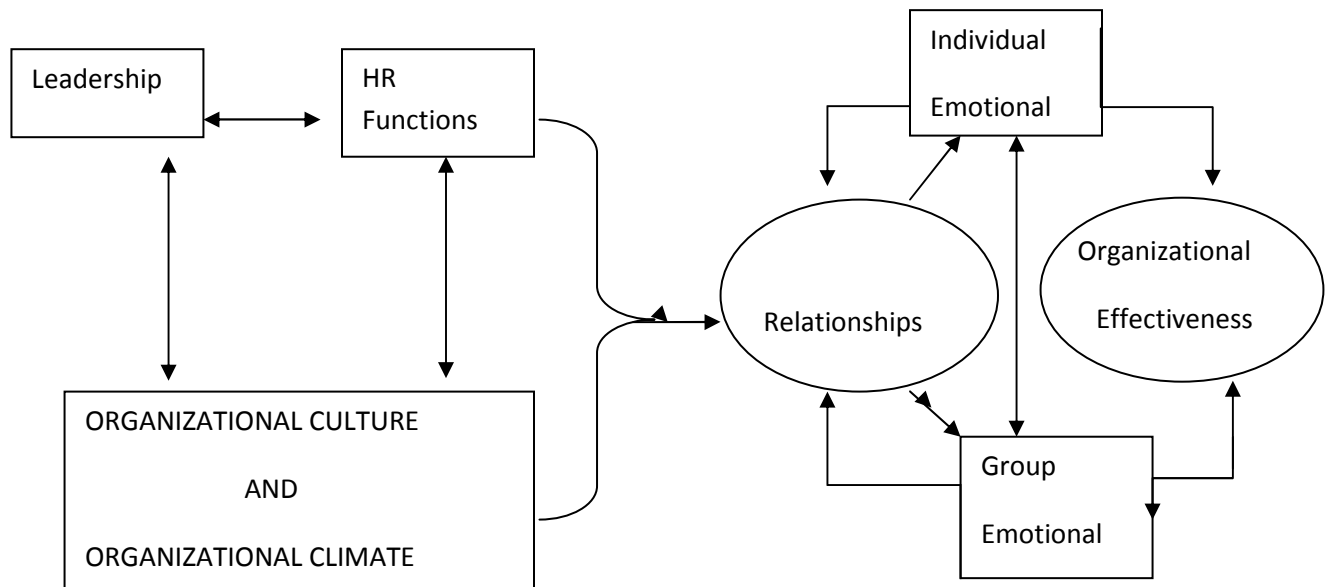 Leadership
HR
Functions
ORGANIZATIONAL CULTURE
AND
ORGANIZATIONAL CLIMATE
Relationships
Individual
Emotional
Organizational
Effectiveness
Group
Emotional